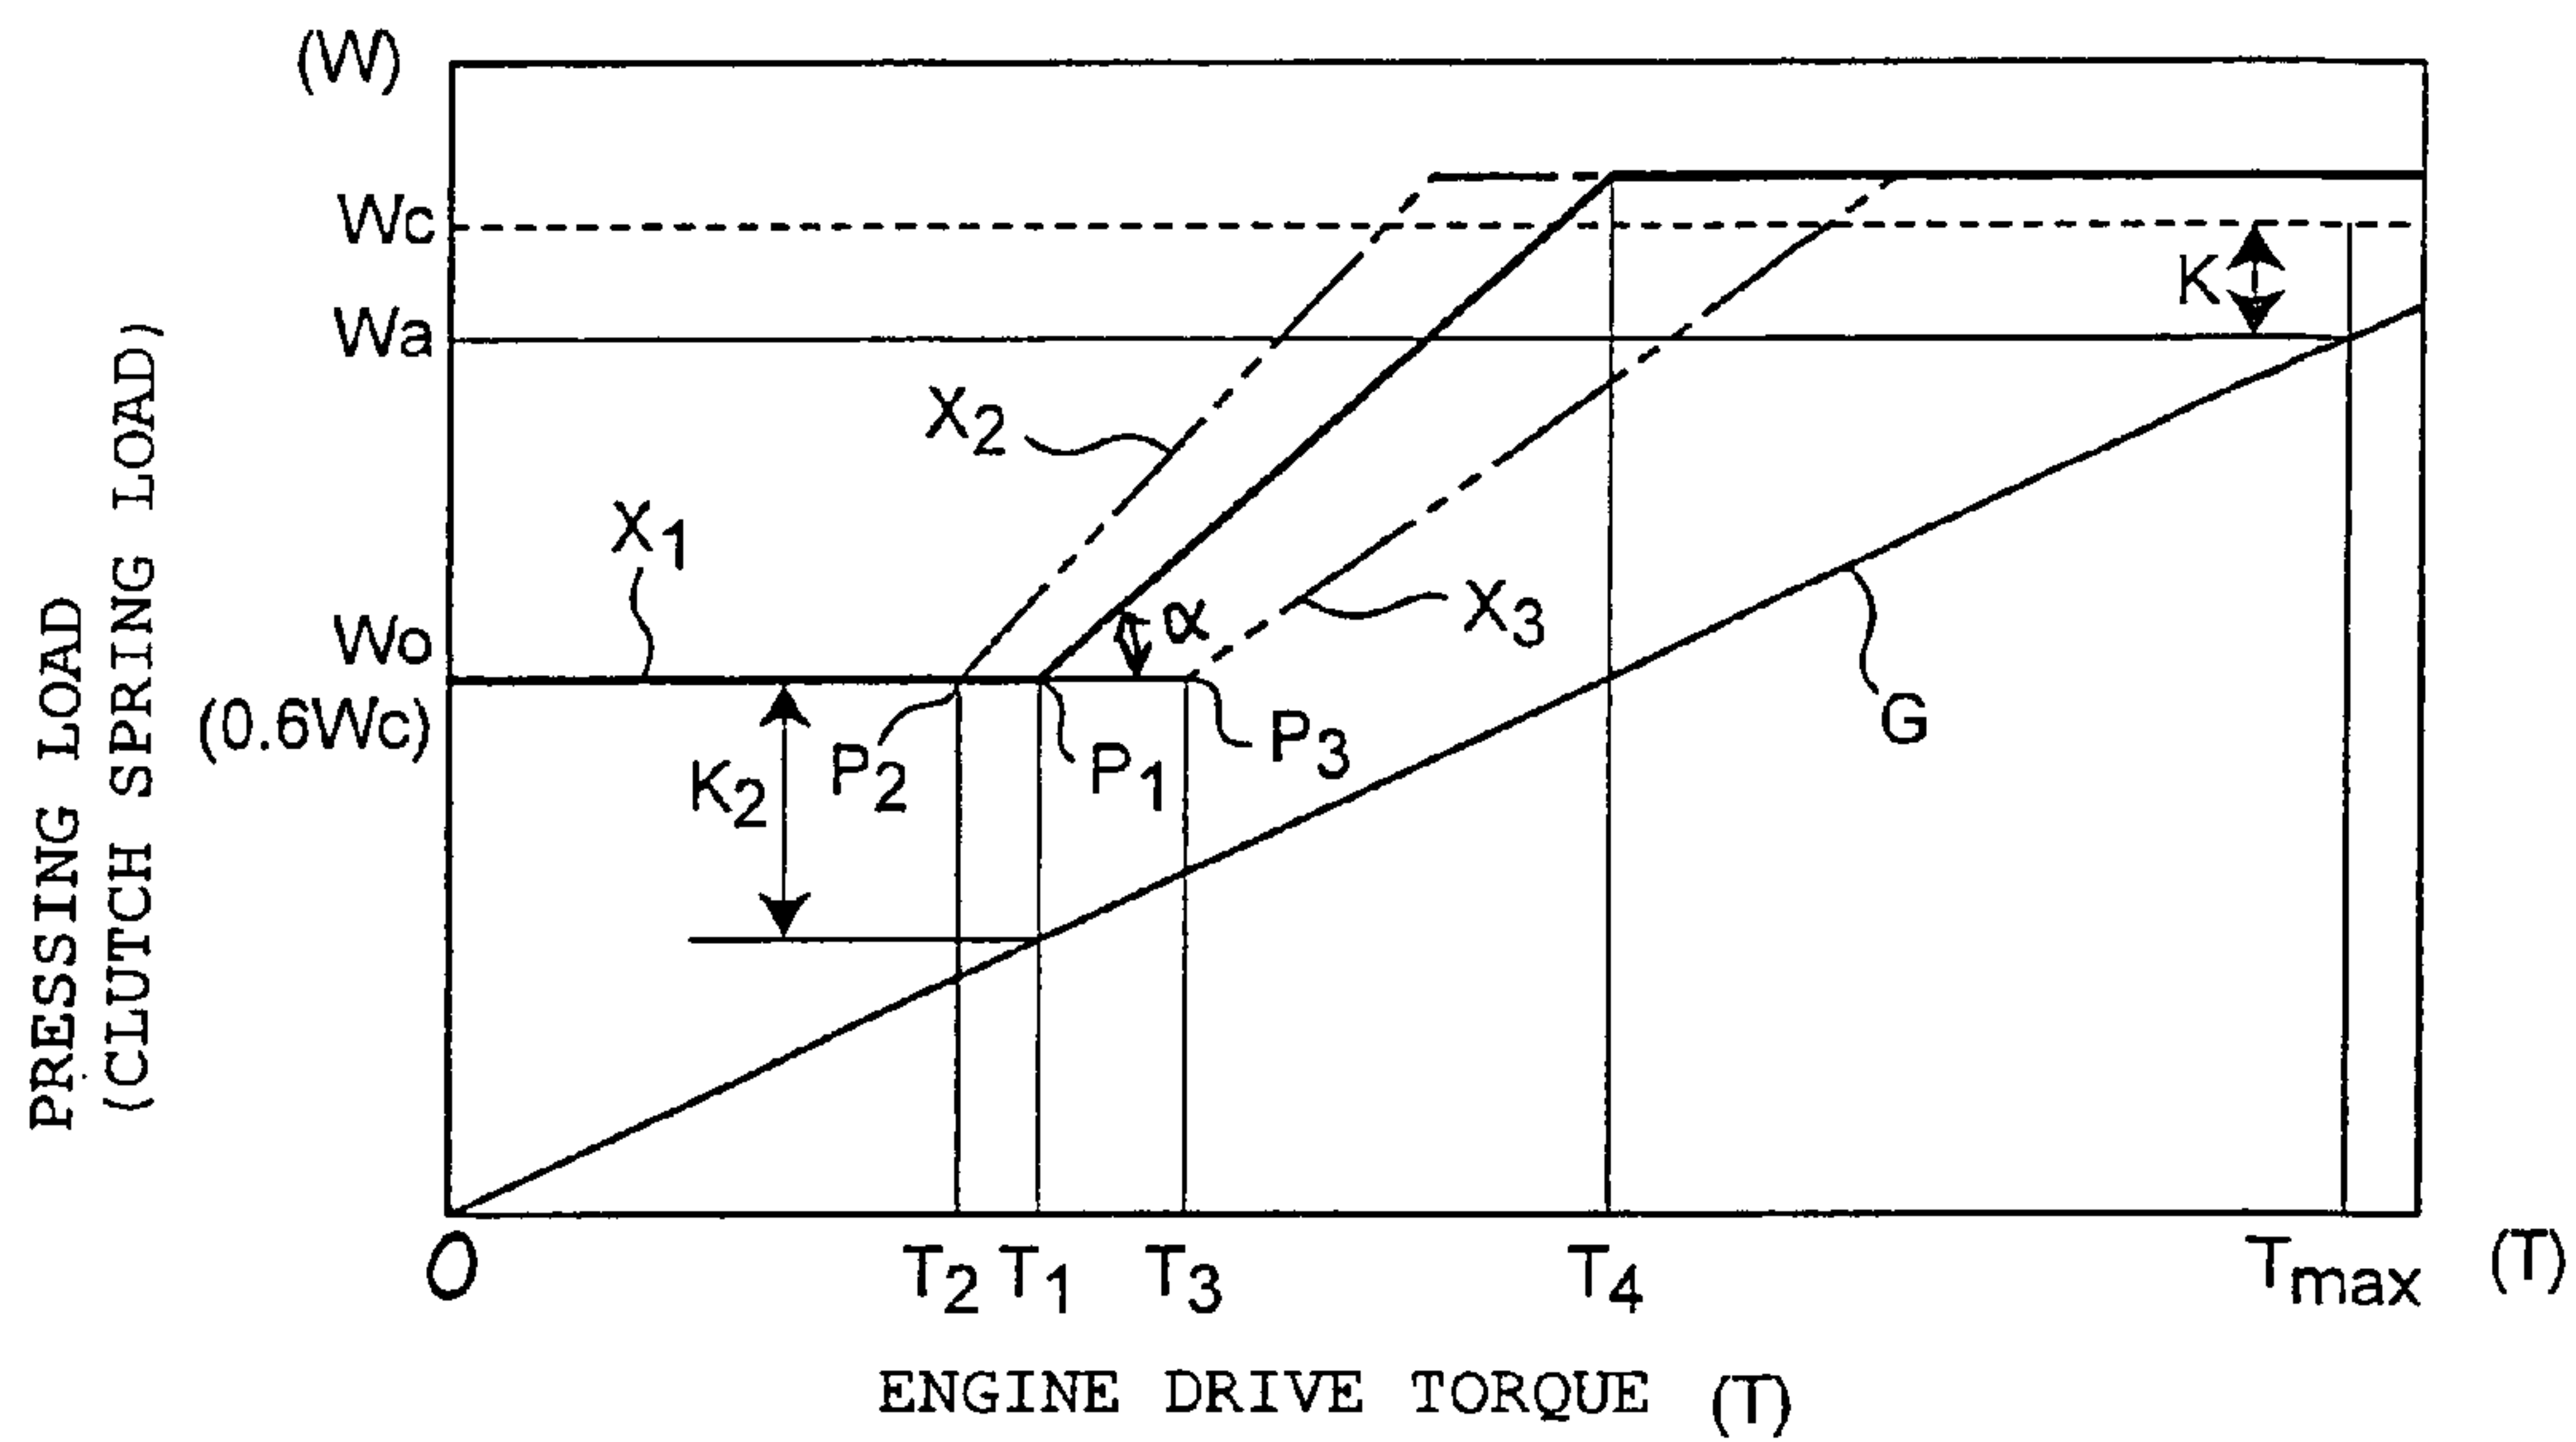 (W)
Wc
Wa
Wo
(0.6Wc)
PRESSING LOAD
(CLUTCH SPRING LOAD)
X1
X2
X3
α
K
K2
P2
P1
P3
G
O
T2
T1
T3
T4
Tmax
(T)
ENGINE DRIVE TORQUE (T)